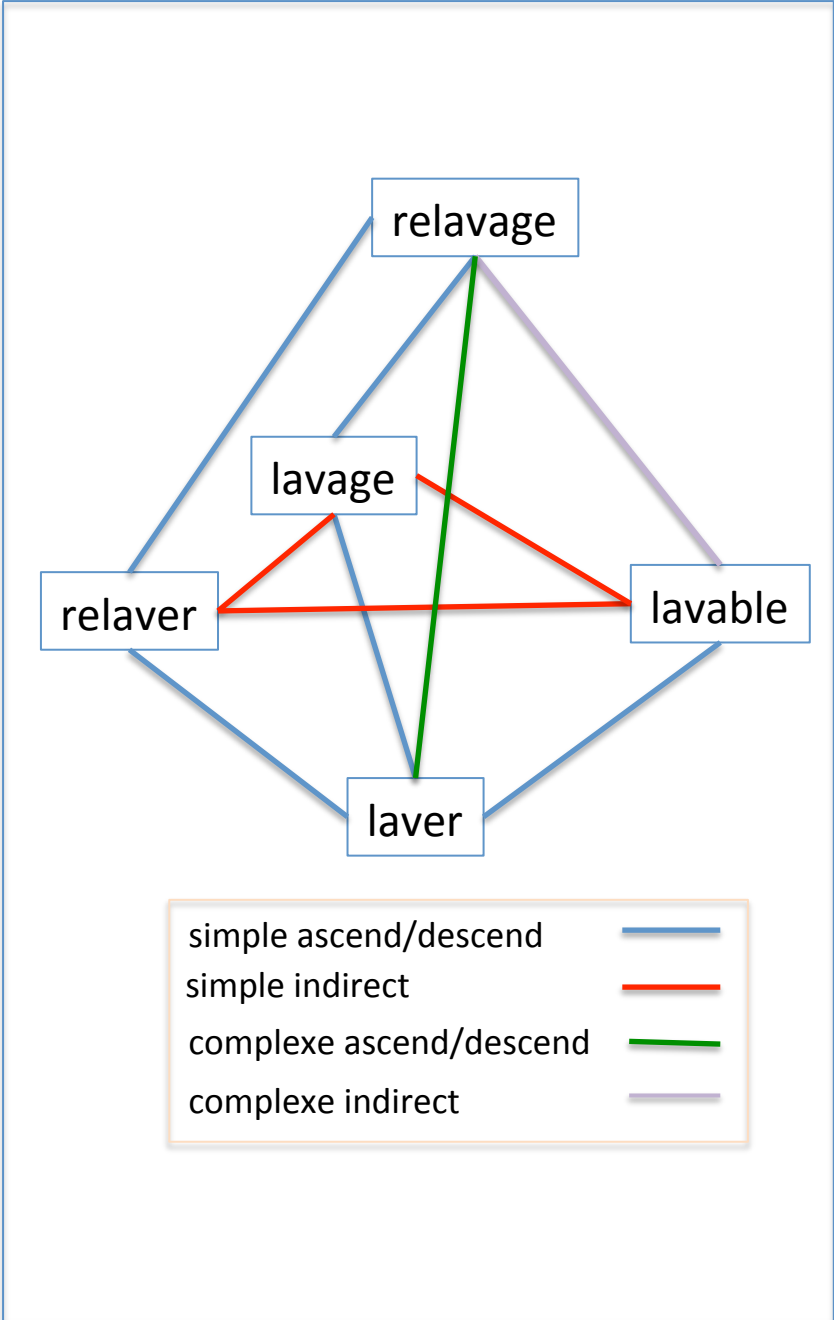 relavage
lavage
relaver
lavable
laver
simple ascend/descend
simple indirect
complexe ascend/descend
complexe indirect